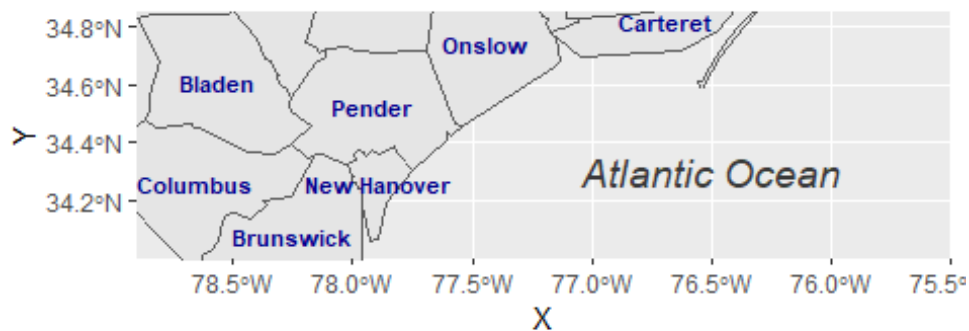 34.8°N
34.6°N
34.4°N
34.2°N
Y
Carteret
Onslow
Bladen
Pender
Atlantic Ocean
Columbus
New Hanover
Brunswick
78.5°W 78.0°W 77.5°W 77.0°W 76.5°W 76.0°W 75.5°
X